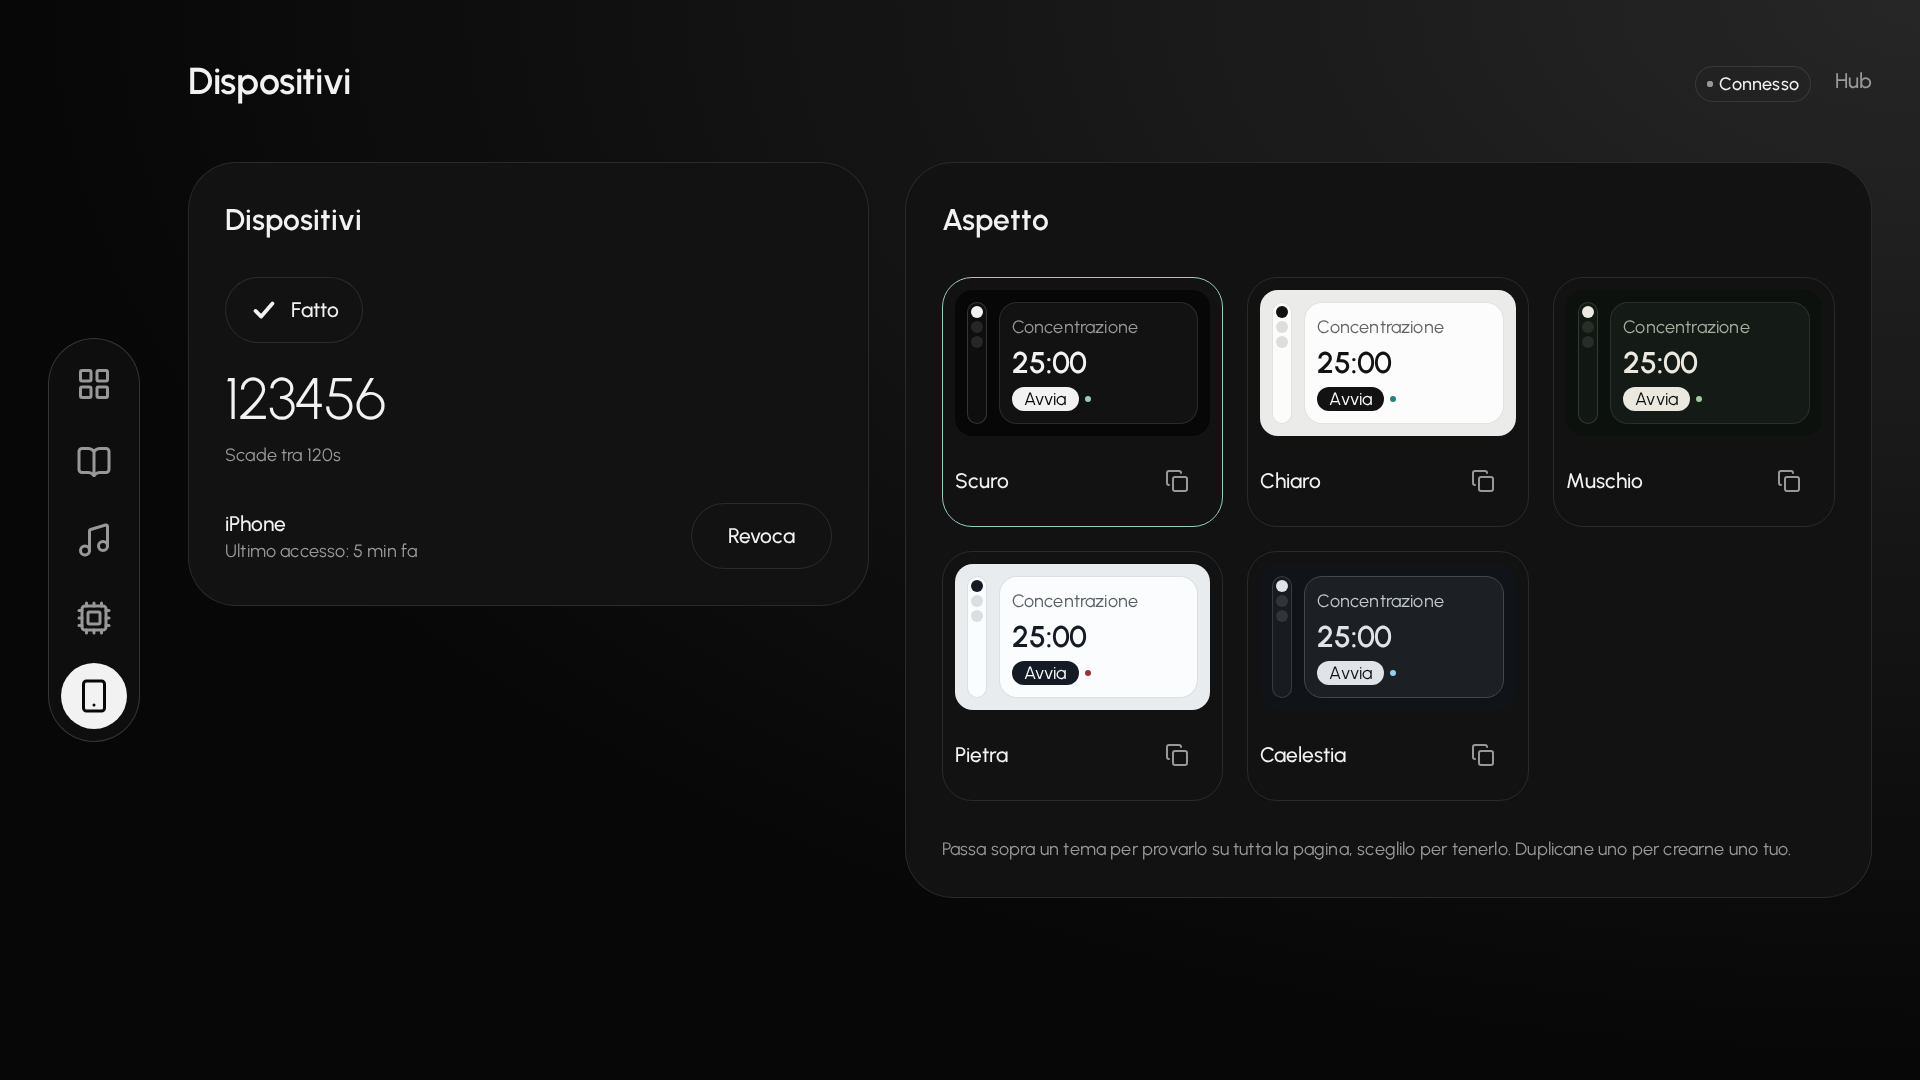 Dispositivi
Connesso
Hub
Dispositivi
Fatto
123456
Scade tra 120s
iPhone
Ultimo accesso: 5 min fa
Revoca
Aspetto
Concentrazione
25:00
Avvia
Scuro
Concentrazione
25:00
Avvia
Chiaro
Concentrazione
25:00
Avvia
Muschio
Concentrazione
25:00
Avvia
Pietra
Concentrazione
25:00
Avvia
Caelestia
Passa sopra un tema per provarlo su tutta la pagina, sceglilo per tenerlo. Duplicane uno per crearne uno tuo.